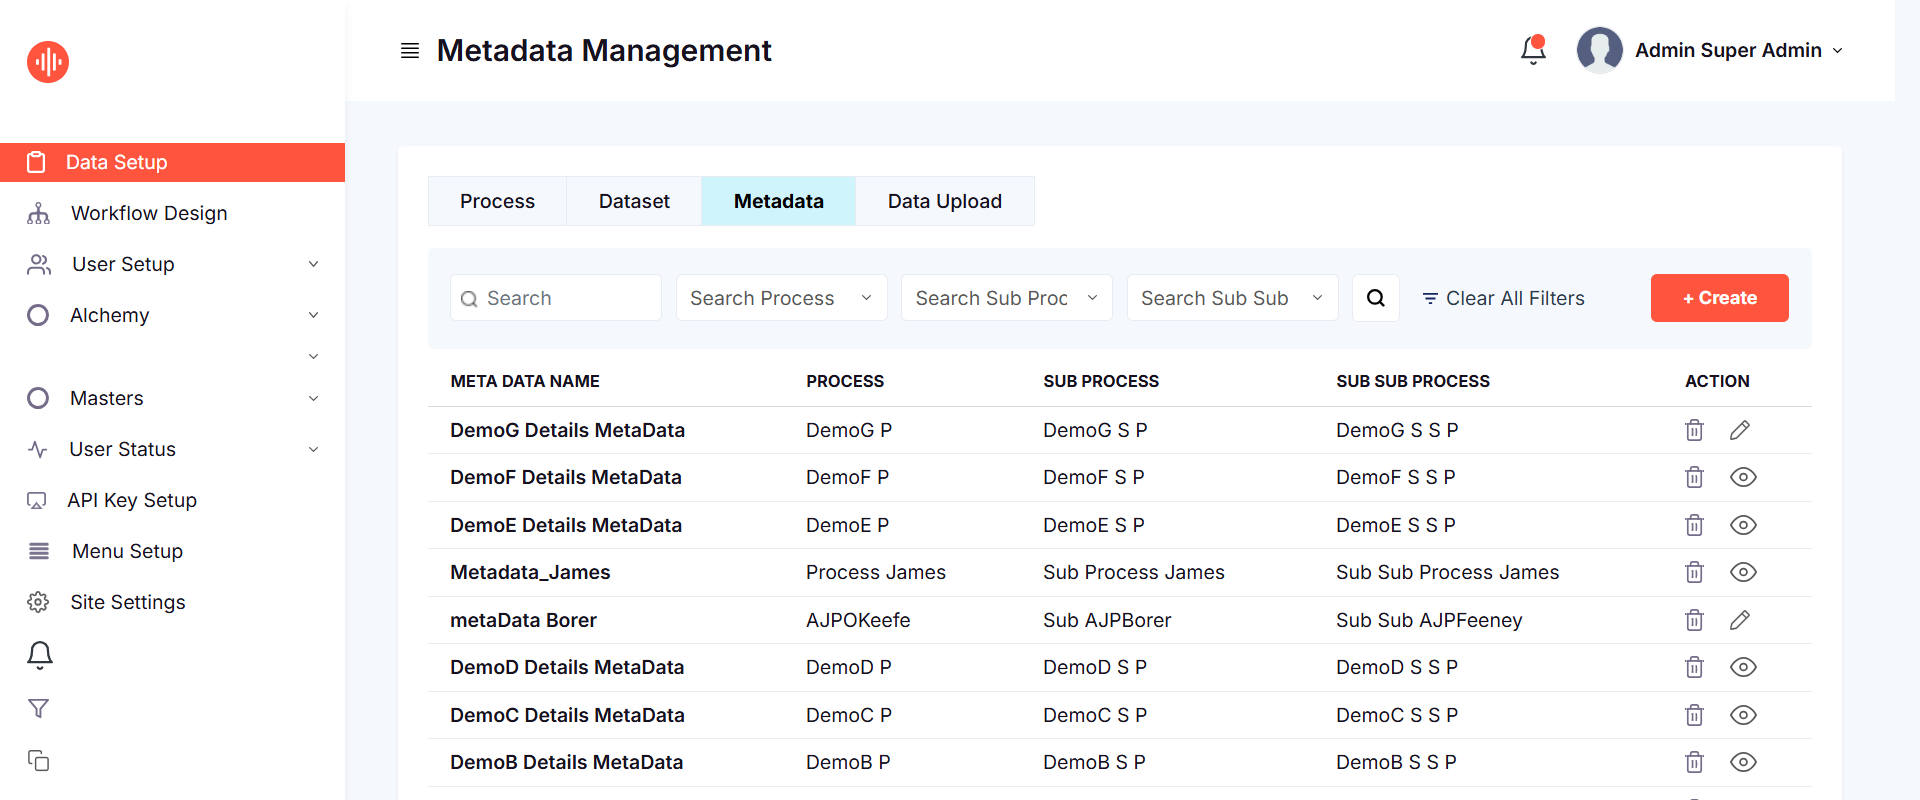 Metadata Management
Admin Super Admin
Data Setup
Workflow Design
User Setup
Alchemy
Masters
User Status
API Key Setup
Menu Setup
Site Settings
Process Dataset Metadata Data Upload
Search Search Process Search Sub Proc Search Sub Sub Clear All Filters + Create
META DATA NAME PROCESS SUB PROCESS SUB SUB PROCESS ACTION
DemoG Details MetaData DemoG P DemoG S P DemoG S S P
DemoF Details MetaData DemoF P DemoF S P DemoF S S P
DemoE Details MetaData DemoE P DemoE S P DemoE S S P
Metadata_James Process James Sub Process James Sub Sub Process James
metaData Borer AJPOKeefe Sub AJPBorer Sub Sub AJPFeeney
DemoD Details MetaData DemoD P DemoD S P DemoD S S P
DemoC Details MetaData DemoC P DemoC S P DemoC S S P
DemoB Details MetaData DemoB P DemoB S P DemoB S S P